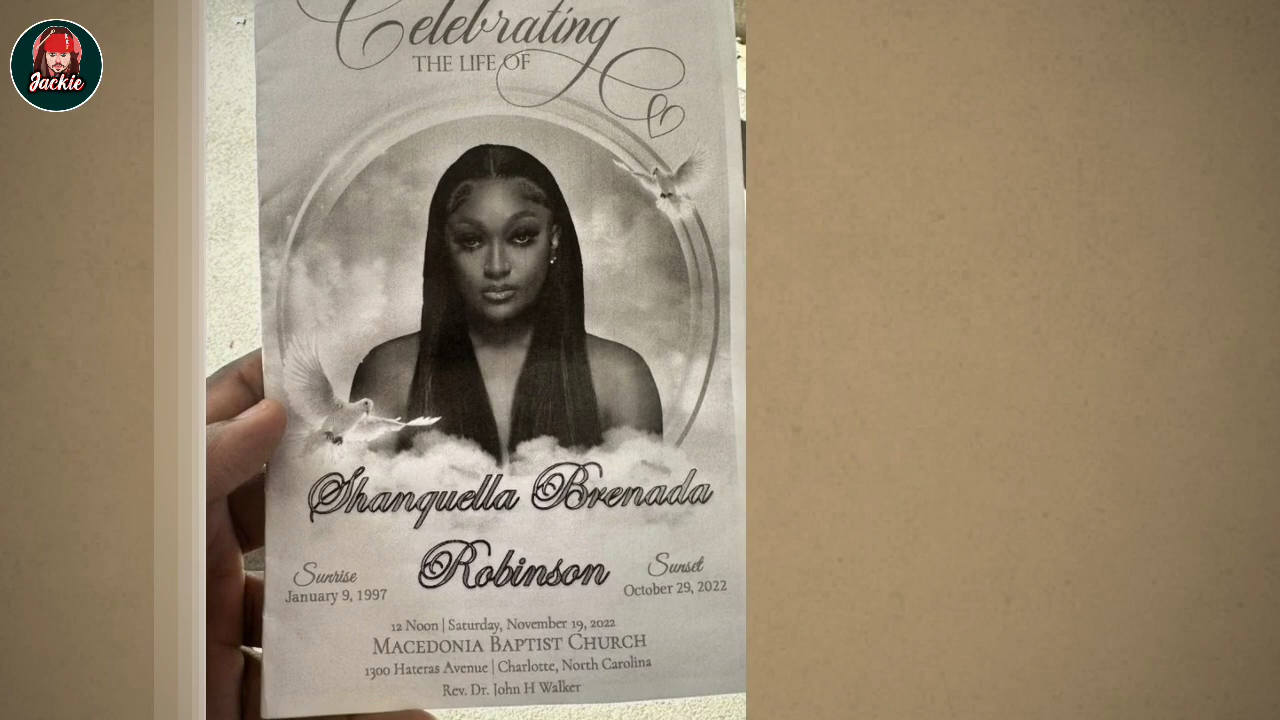 Jackie
Celebrating
THE LIFE OF
Shanquella Brenada
Robinson
Sunrise
January 9, 1997
Sunset
October 29, 2022
12 Noon | Saturday, November 19, 2022
MACEDONIA BAPTIST CHURCH
1300 Hateras Avenue | Charlotte, North Carolina
Rev. Dr. John H Walker